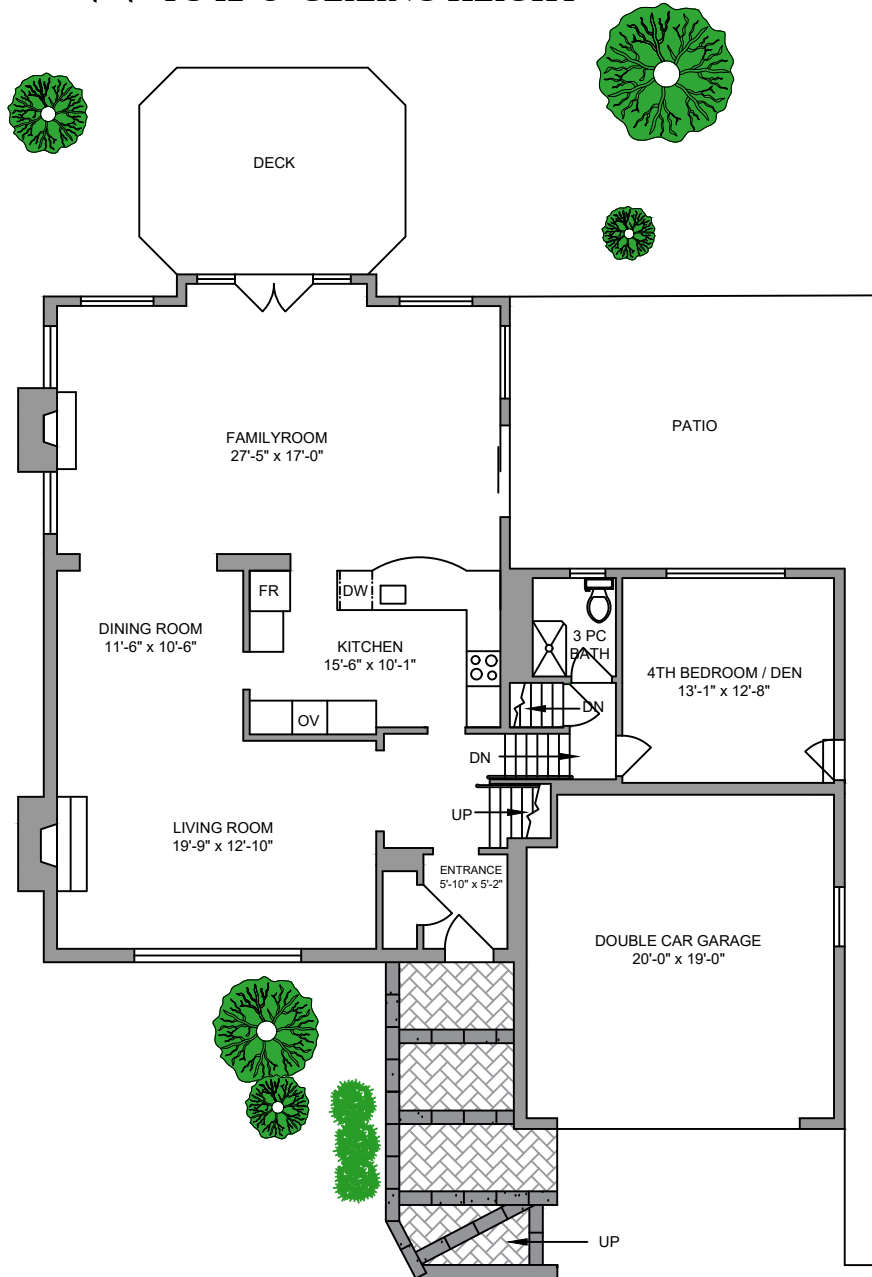 DECK
PATIO
FAMILYROOM
27'-5" x 17'-0"
FR
DW
DINING ROOM
11'-6" x 10'-6"
KITCHEN
15'-6" x 10'-1"
3 PC
BATH
4TH BEDROOM / DEN
13'-1" x 12'-8"
DN
OV
DN
UP
LIVING ROOM
19'-9" x 12'-10"
ENTRANCE
5'-10" x 5'-2"
DOUBLE CAR GARAGE
20'-0" x 19'-0"
UP